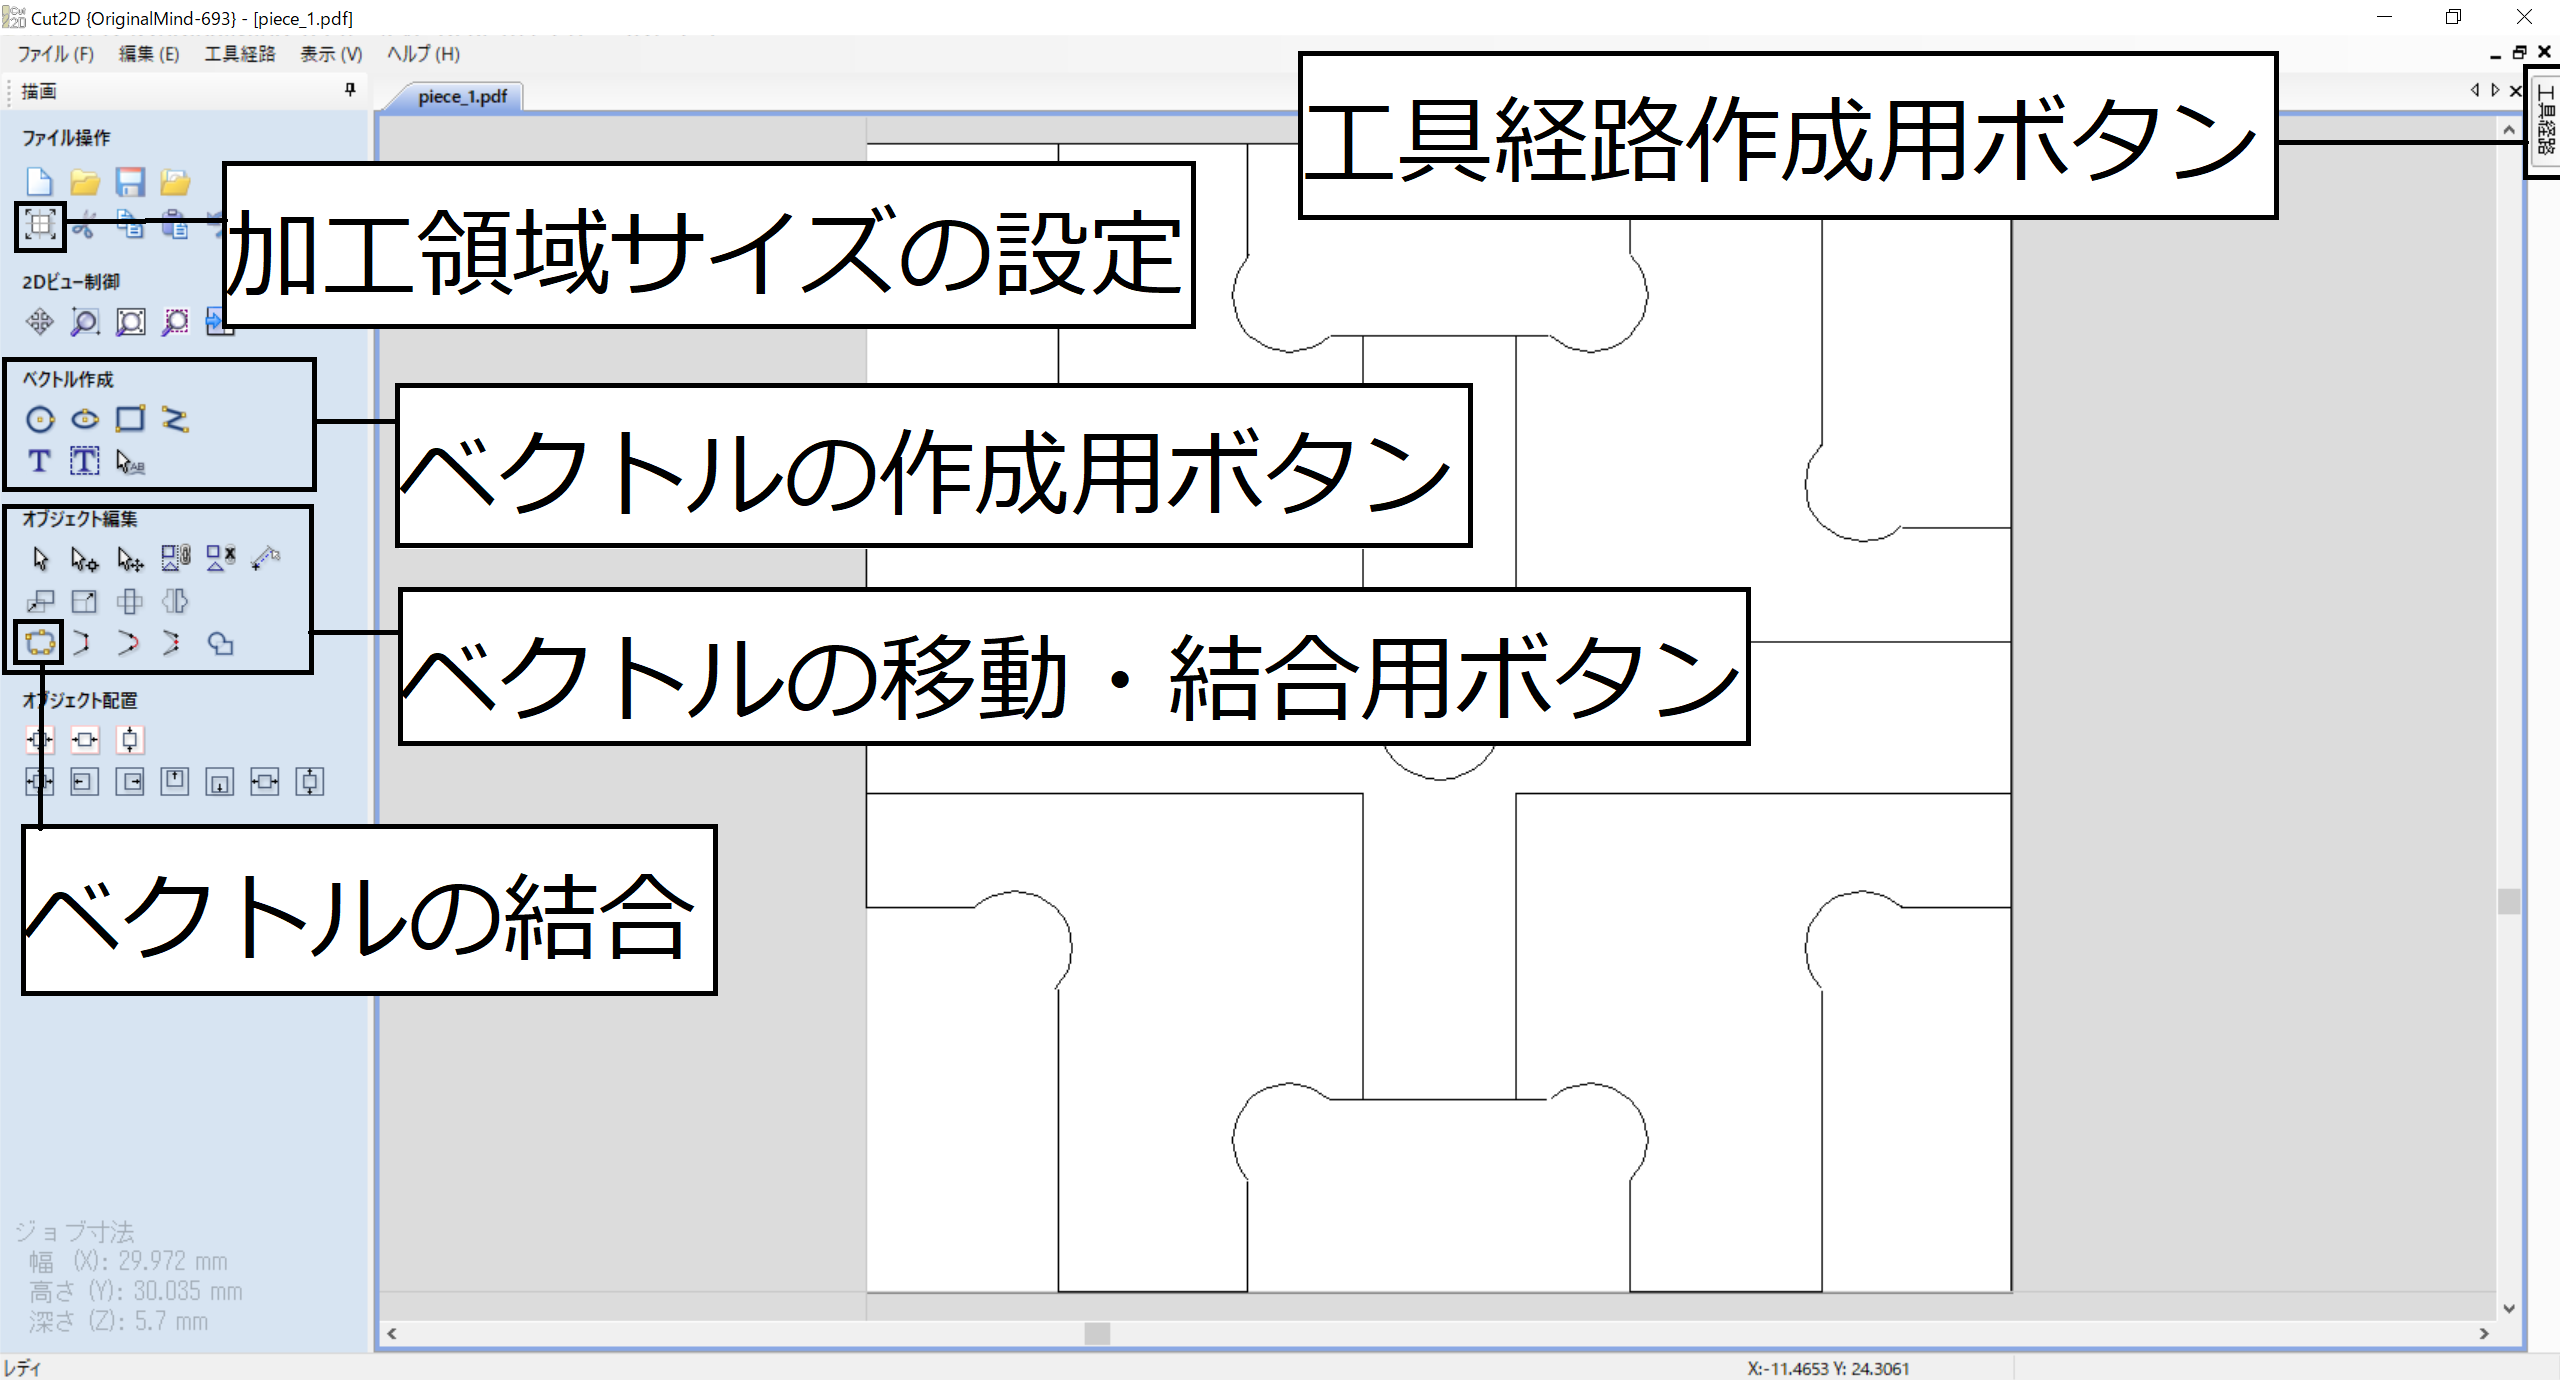 Cut2D {OriginalMind-693} - [piece_1.pdf]
ファイル (F) 編集 (E) 工具経路 表示 (V) ヘルプ (H)
描画
piece_1.pdf
ファイル操作
工具経路作成用ボタン
工具経路
加工領域サイズの設定
2Dビュー制御
ベクトル作成
ベクトルの作成用ボタン
オブジェクト編集
ベクトルの移動・結合用ボタン
オブジェクト配置
ベクトルの結合
ジョブ寸法
幅 (X): 29.972 mm
高さ (Y): 30.035 mm
深さ (Z): 5.7 mm
レディ
X:-11.4653 Y: 24.3061